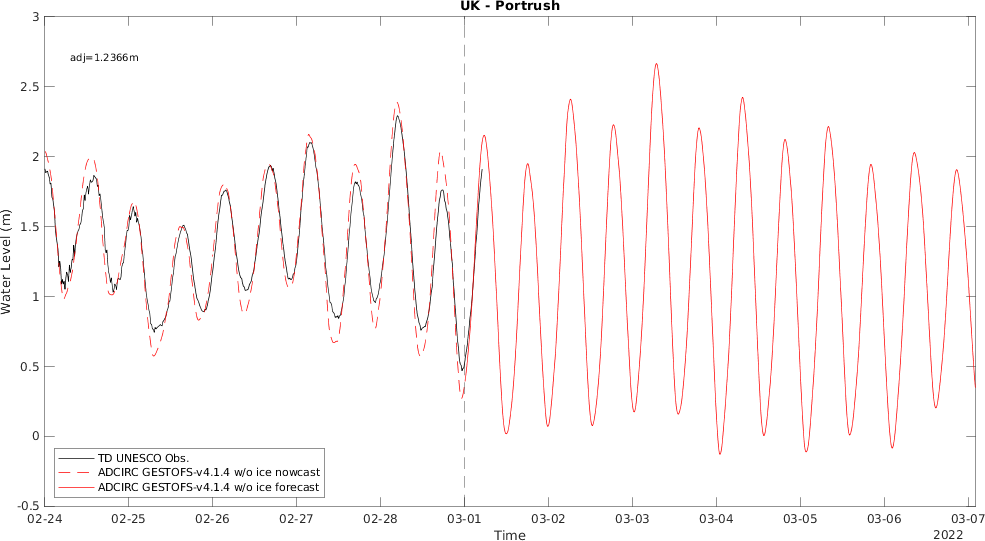 UK - Portrush
adj=1.2366m
3
2.5
2
1.5
1
0.5
0
-0.5
Water Level (m)
TD UNESCO Obs.
ADCIRC GESTOFS-v4.1.4 w/o ice nowcast
ADCIRC GESTOFS-v4.1.4 w/o ice forecast
02-24 02-25 02-26 02-27 02-28 03-01 03-02 03-03 03-04 03-05 03-06 03-07
Time
2022